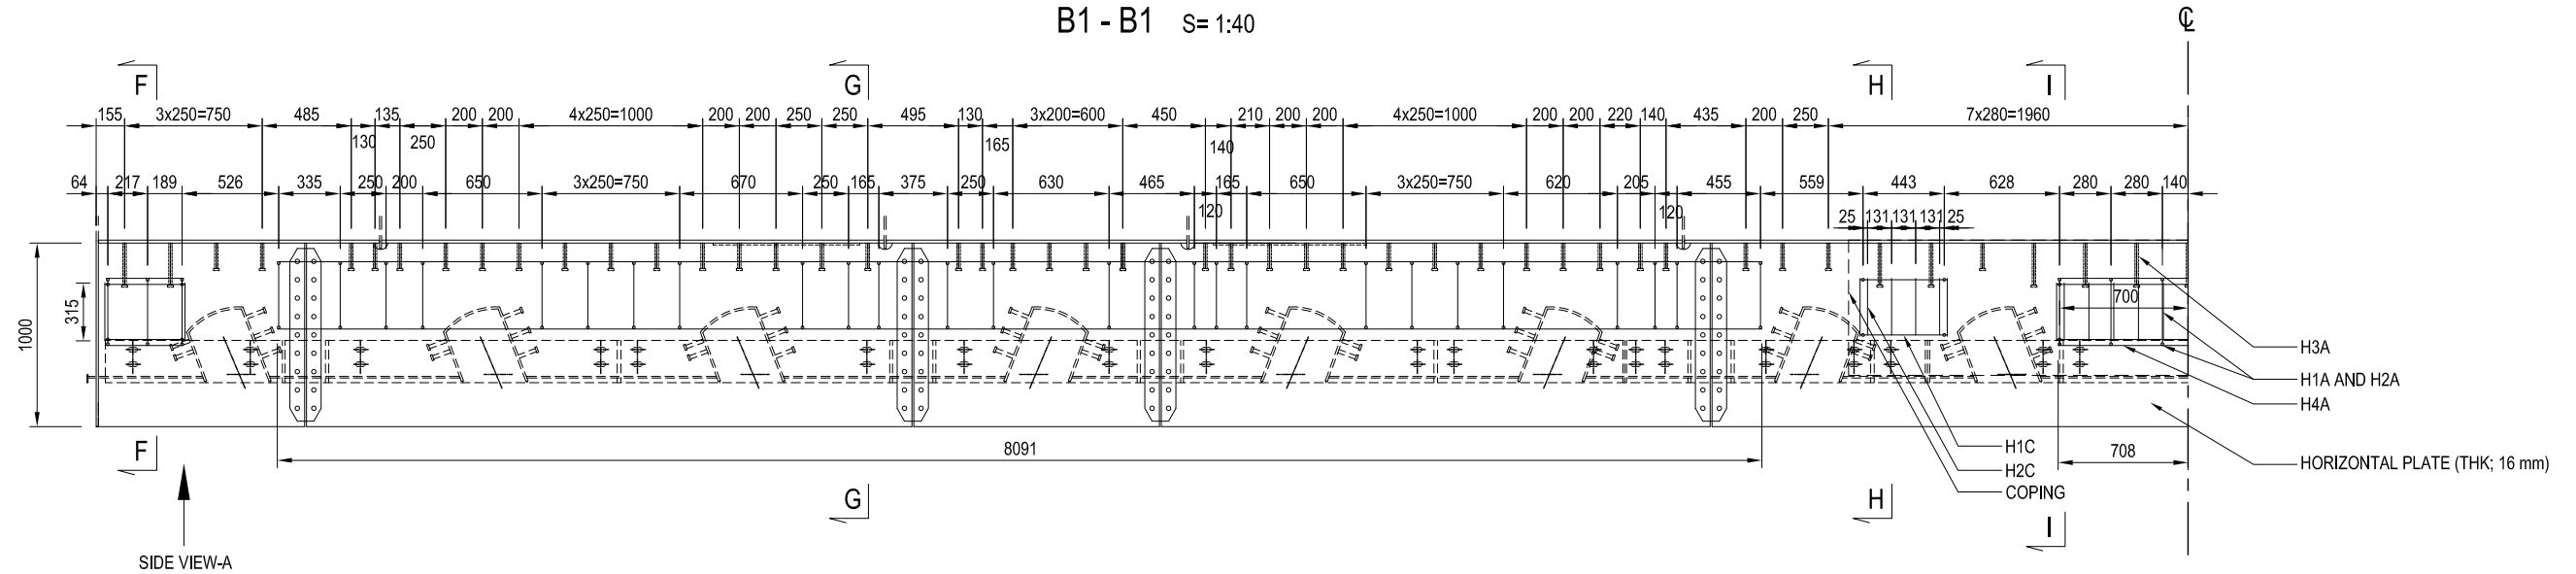 B1 - B1 S= 1:40
℄
F G H I
155 3x250=750 485 135 200 200 4x250=1000 200 200 250 250 495 130 3x200=600 450 210 200 200 4x250=1000 200 200 220 140 435 200 250 7x280=1960
130 250 165 140
64 217 189 526 335 250 200 650 3x250=750 670 250 165 375 250 630 465 165 650 3x250=750 620 205 455 559 443 628 280 280 140
120 120 25 131 131 131 25
1000 315 700
H3A
H1A AND H2A
H4A
8091 708
F H1C
H2C HORIZONTAL PLATE (THK; 16 mm)
COPING
G H
I
SIDE VIEW-A